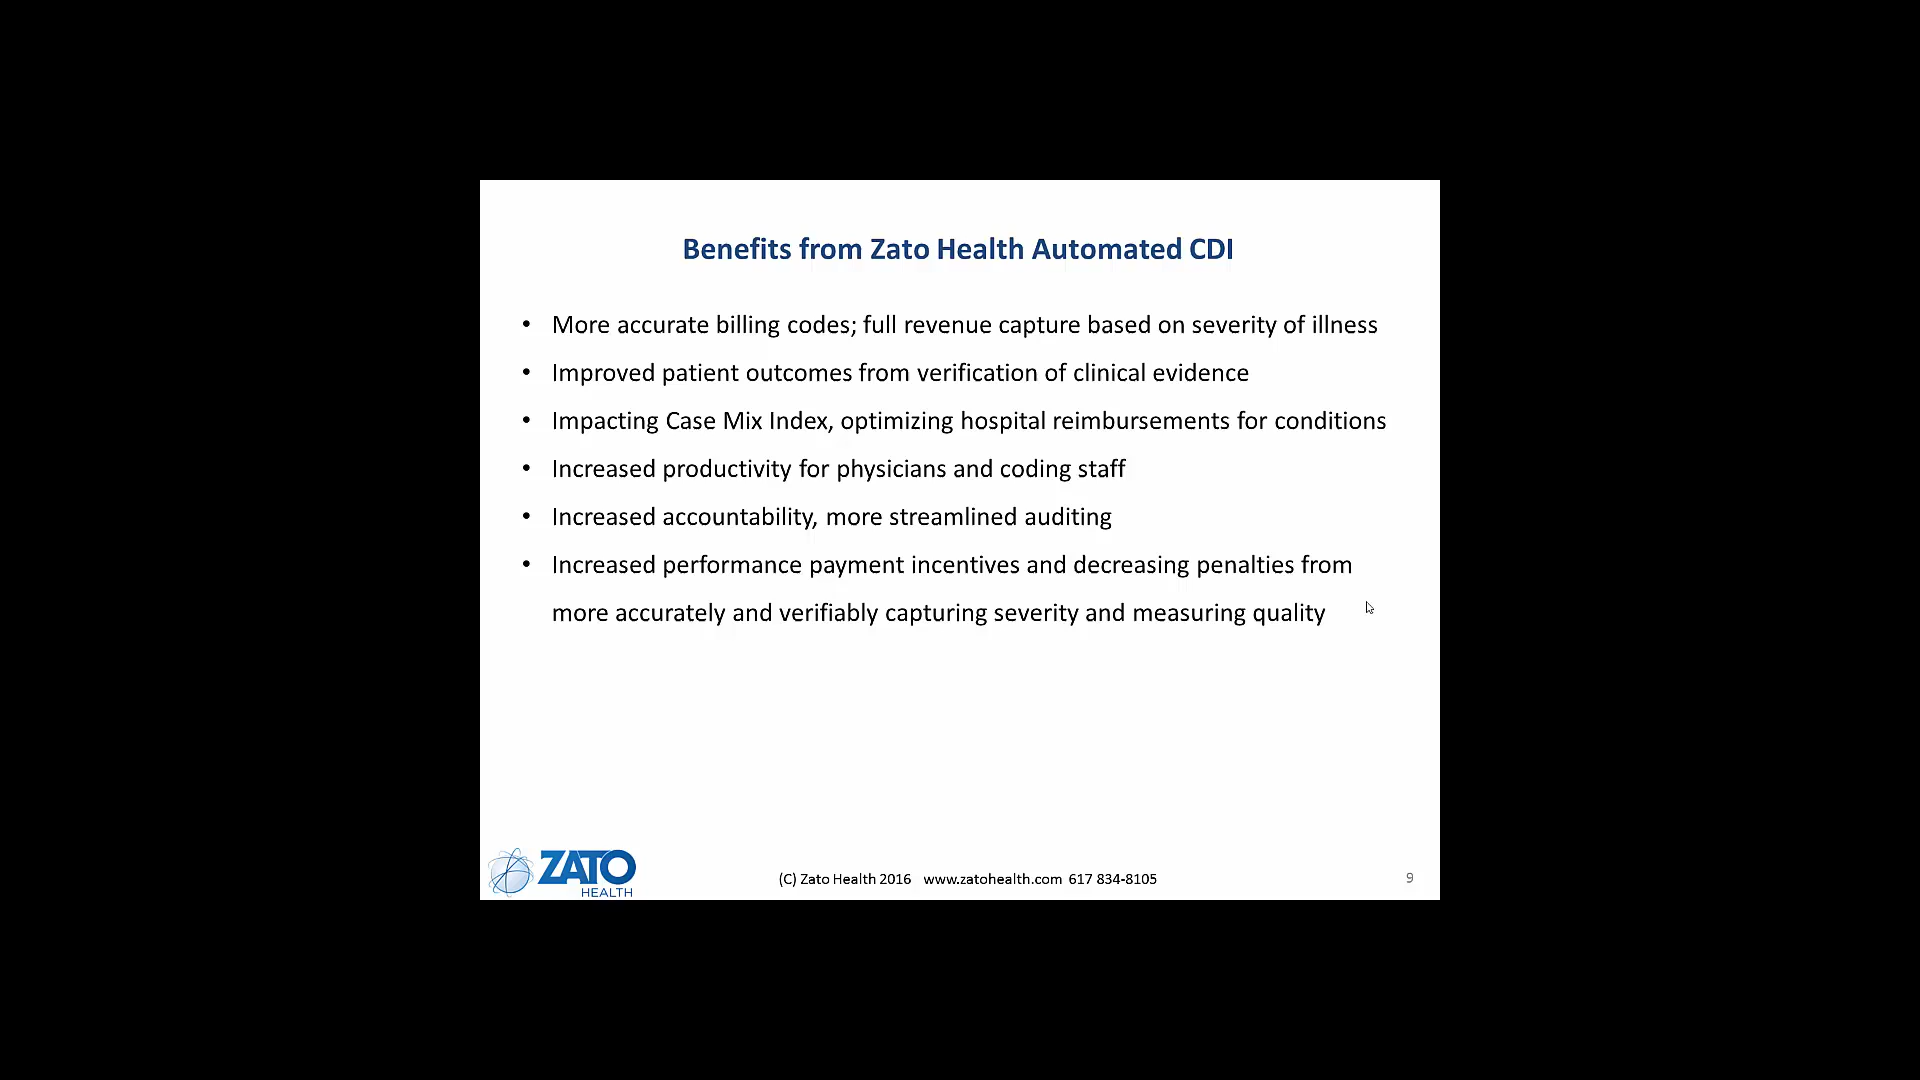 Benefits from Zato Health Automated CDI
• More accurate billing codes; full revenue capture based on severity of illness
• Improved patient outcomes from verification of clinical evidence
• Impacting Case Mix Index, optimizing hospital reimbursements for conditions
• Increased productivity for physicians and coding staff
• Increased accountability, more streamlined auditing
• Increased performance payment incentives and decreasing penalties from
more accurately and verifiably capturing severity and measuring quality
ZATO
HEALTH
(C) Zato Health 2016 www.zatohealth.com 617 834-8105
9